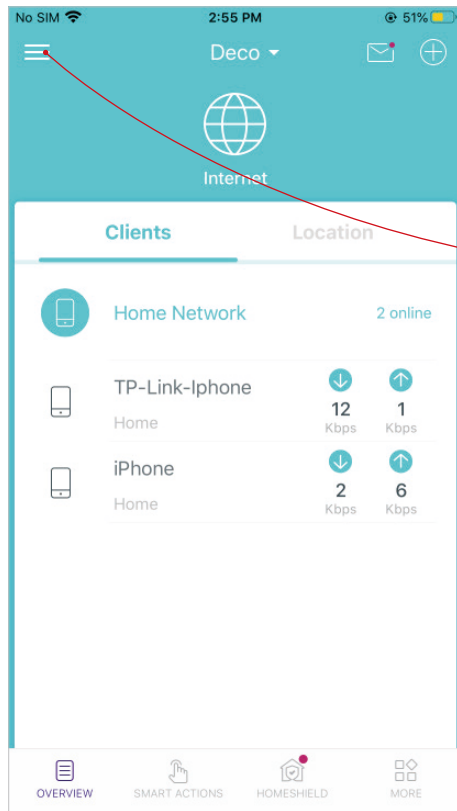 No SIM 2:55 PM 51%
Deco
Internet
Clients Location
Home Network 2 online
TP-Link-Iphone
12 1
Home Kbps Kbps
iPhone
2 6
Home Kbps Kbps
OVERVIEW SMART ACTIONS HOMESHIELD MORE